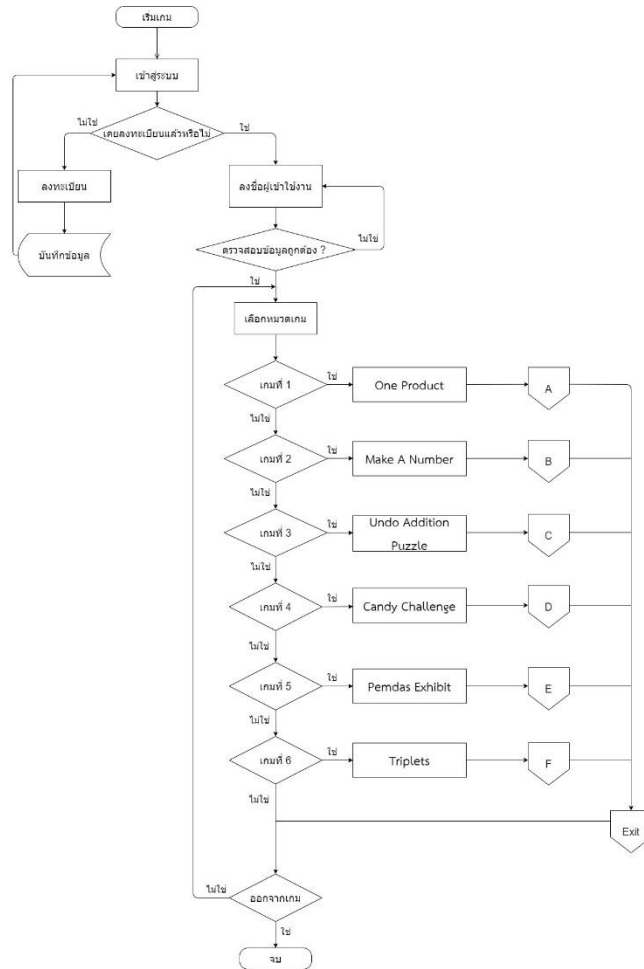 เริ่มเกม
เข้าสู่ระบบ
ไม่ใช่
เคยลงทะเบียนแล้วหรือไม่
ใช่
ลงทะเบียน
ลงชื่อผู้เข้าใช้งาน
บันทึกข้อมูล
ตรวจสอบข้อมูลถูกต้อง ?
ไม่ใช่
ใช่
เลือกหมวดเกม
เกมที่ 1
ใช่
One Product
A
ไม่ใช่
เกมที่ 2
ใช่
Make A Number
B
ไม่ใช่
เกมที่ 3
ใช่
Undo Addition
Puzzle
C
ไม่ใช่
เกมที่ 4
ใช่
Candy Challenge
D
ไม่ใช่
เกมที่ 5
ใช่
Pemdas Exhibit
E
ไม่ใช่
เกมที่ 6
ใช่
Triplets
F
ไม่ใช่
Exit
ไม่ใช่
ออกจากเกม
ใช่
จบ